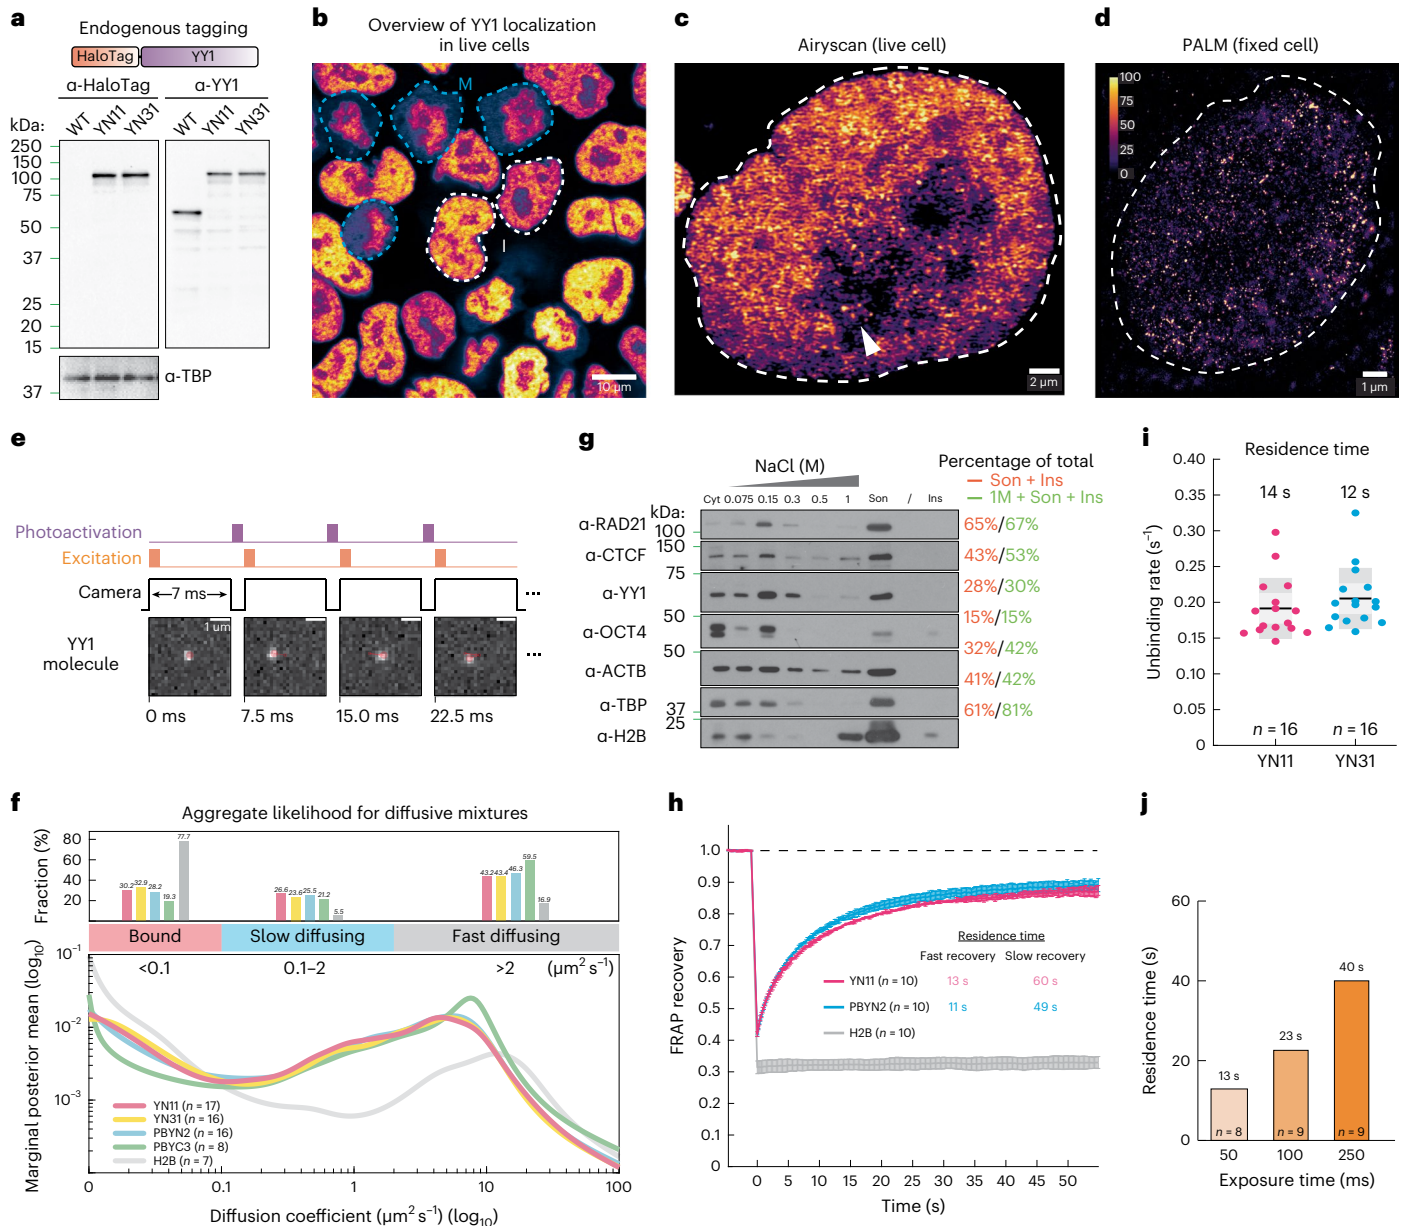 a
Endogenous tagging
HaloTag
YY1
α-HaloTag
α-YY1
kDa:
WT
YN11
YN31
WT
YN11
YN31
250
150
100
75
50
37
25
20
15
37
α-TBP
b
Overview of YY1 localization
in live cells
M
I
10 µm
c
Airyscan (live cell)
2 µm
d
PALM (fixed cell)
100
75
50
25
0
1 µm
e
Photoactivation
Excitation
Camera
7 ms
...
1 um
YY1
molecule
...
0 ms
7.5 ms
15.0 ms
22.5 ms
g
NaCl (M)
Cyt 0.075 0.15 0.3 0.5 1 Son / Ins
Percentage of total
Son + Ins
1M + Son + Ins
kDa:
α-RAD21
100
65%/67%
150
α-CTCF
43%/53%
75
α-YY1
28%/30%
50
α-OCT4
15%/15%
50
α-ACTB
32%/42%
α-TBP
37
41%/42%
25
α-H2B
61%/81%
i
Residence time
0.40
0.35
0.30
0.25
0.20
0.15
0.10
0.05
0
Unbinding rate (s⁻¹)
14 s
12 s
n = 16
n = 16
YN11
YN31
f
Aggregate likelihood for diffusive mixtures
Fraction (%)
80
60
40
20
30.2 32.9 28.2 19.3 77.7
26.6 23.6 25.5 21.2 5.5
43.2 43.4 46.3 59.5 16.9
Bound
Slow diffusing
Fast diffusing
<0.1
0.1–2
>2
(µm² s⁻¹)
Marginal posterior mean (log₁₀)
10⁻¹
10⁻²
10⁻³
YN11 (n = 17)
YN31 (n = 16)
PBYN2 (n = 16)
PBYC3 (n = 8)
H2B (n = 7)
0
0.1
1
10
100
Diffusion coefficient (µm² s⁻¹) (log₁₀)
h
FRAP recovery
1.0
0.9
0.8
0.7
0.6
0.5
0.4
0.3
0.2
0.1
0
Residence time
Fast recovery Slow recovery
YN11 (n = 10) 13 s 60 s
PBYN2 (n = 10) 11 s 49 s
H2B (n = 10)
0 5 10 15 20 25 30 35 40 45 50
Time (s)
j
Residence time (s)
60
40
20
0
13 s
23 s
40 s
n = 8
n = 9
n = 9
50
100
250
Exposure time (ms)